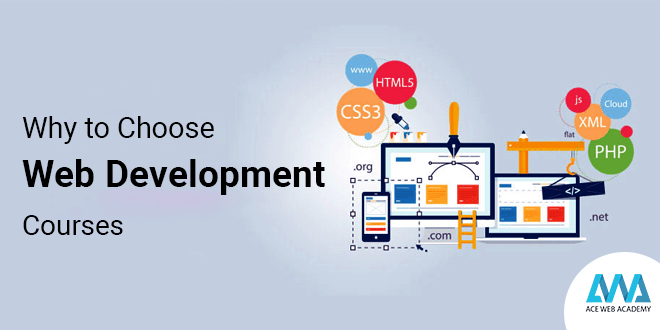 Why to Choose
Web Development
Courses
www
HTML5
CSS3
.org
.com
js
Cloud
XML
flat
PHP
</>
.net
ACE WEB ACADEMY